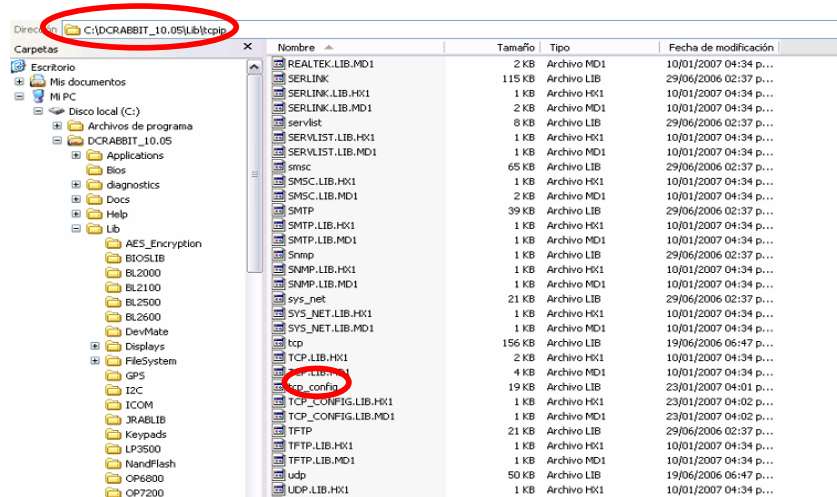 Dirección C:\DCRABBIT_10.05\Lib\tcpip
Carpetas
Escritorio
Mis documentos
Mi PC
Disco local (C:)
Archivos de programa
DCRABBIT_10.05
Applications
Bios
diagnostics
Docs
Help
Lib
AES_Encryption
BIOSLIB
BL2000
BL2100
BL2500
BL2600
DevMate
Displays
FileSystem
GPS
I2C
ICOM
JRABLIB
Keypads
LP3500
NandFlash
OP6800
OP7200
Nombre Tamaño Tipo Fecha de modificación
REALTEK.LIB.MD1 2 KB Archivo MD1 10/01/2007 04:34 p...
SERLINK 115 KB Archivo LIB 29/06/2006 02:37 p...
SERLINK.LIB.HX1 1 KB Archivo HX1 10/01/2007 04:34 p...
SERLINK.LIB.MD1 2 KB Archivo MD1 10/01/2007 04:34 p...
servlist 8 KB Archivo LIB 29/06/2006 02:37 p...
SERVLIST.LIB.HX1 1 KB Archivo HX1 10/01/2007 04:34 p...
SERVLIST.LIB.MD1 1 KB Archivo MD1 10/01/2007 04:34 p...
smsc 65 KB Archivo LIB 29/06/2006 02:37 p...
SMSC.LIB.HX1 1 KB Archivo HX1 10/01/2007 04:34 p...
SMSC.LIB.MD1 2 KB Archivo MD1 10/01/2007 04:34 p...
SMTP 39 KB Archivo LIB 29/06/2006 02:37 p...
SMTP.LIB.HX1 1 KB Archivo HX1 10/01/2007 04:34 p...
SMTP.LIB.MD1 1 KB Archivo MD1 10/01/2007 04:34 p...
Snmp 1 KB Archivo LIB 29/06/2006 02:37 p...
SNMP.LIB.HX1 1 KB Archivo HX1 10/01/2007 04:34 p...
SNMP.LIB.MD1 1 KB Archivo MD1 10/01/2007 04:34 p...
sys_net 21 KB Archivo LIB 29/06/2006 02:37 p...
SYS_NET.LIB.HX1 1 KB Archivo HX1 10/01/2007 04:34 p...
SYS_NET.LIB.MD1 1 KB Archivo MD1 10/01/2007 04:34 p...
tcp 156 KB Archivo LIB 19/06/2006 06:47 p...
TCP.LIB.HX1 2 KB Archivo HX1 10/01/2007 04:34 p...
TCP.LIB.MD1 4 KB Archivo MD1 10/01/2007 04:34 p...
tcp_config 19 KB Archivo LIB 23/01/2007 04:01 p...
TCP_CONFIG.LIB.HX1 1 KB Archivo HX1 23/01/2007 04:02 p...
TCP_CONFIG.LIB.MD1 1 KB Archivo MD1 23/01/2007 04:02 p...
TFTP 21 KB Archivo LIB 29/06/2006 02:37 p...
TFTP.LIB.HX1 1 KB Archivo HX1 10/01/2007 04:34 p...
TFTP.LIB.MD1 1 KB Archivo MD1 10/01/2007 04:34 p...
udp 50 KB Archivo LIB 19/06/2006 06:47 p...
UDP.LIB.HX1 1 KB Archivo HX1 10/01/2007 04:34 p...